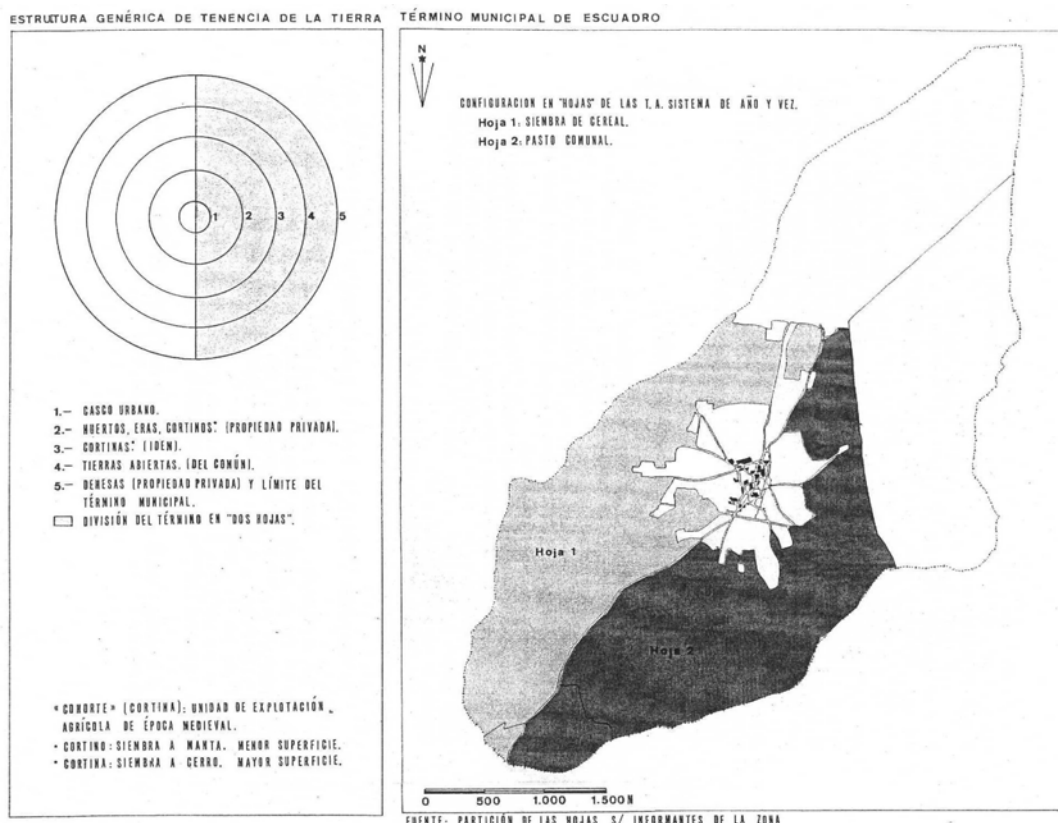 ESTRUCTURA GENÉRICA DE TENENCIA DE LA TIERRA
1
2
3
4
5
1.— CASCO URBANO.
2.— HUERTOS, ERAS, CORTINOS* (PROPIEDAD PRIVADA).
3.— CORTINAS* (IDEM).
4.— TIERRAS ABIERTAS. (DEL COMÚN).
5.— DEHESAS (PROPIEDAD PRIVADA) Y LÍMITE DEL
TÉRMINO MUNICIPAL.
DIVISIÓN DEL TÉRMINO EN "DOS HOJAS".
«COHORTE» (CORTINA): UNIDAD DE EXPLOTACIÓN
AGRÍCOLA DE ÉPOCA MEDIEVAL.
• CORTINO: SIEMBRA A MANTA. MENOR SUPERFICIE.
• CORTINA: SIEMBRA A CERRO. MAYOR SUPERFICIE.
TÉRMINO MUNICIPAL DE ESCUADRO
N
CONFIGURACION EN "HOJAS" DE LAS T.A. SISTEMA DE AÑO Y VEZ.
Hoja 1: SIEMBRA DE CEREAL.
Hoja 2: PASTO COMUNAL.
Hoja 1
Hoja 2
0 500 1.000 1.500 M
FUENTE: PARTICIÓN DE LAS HOJAS S/ INFORMANTES DE LA ZONA